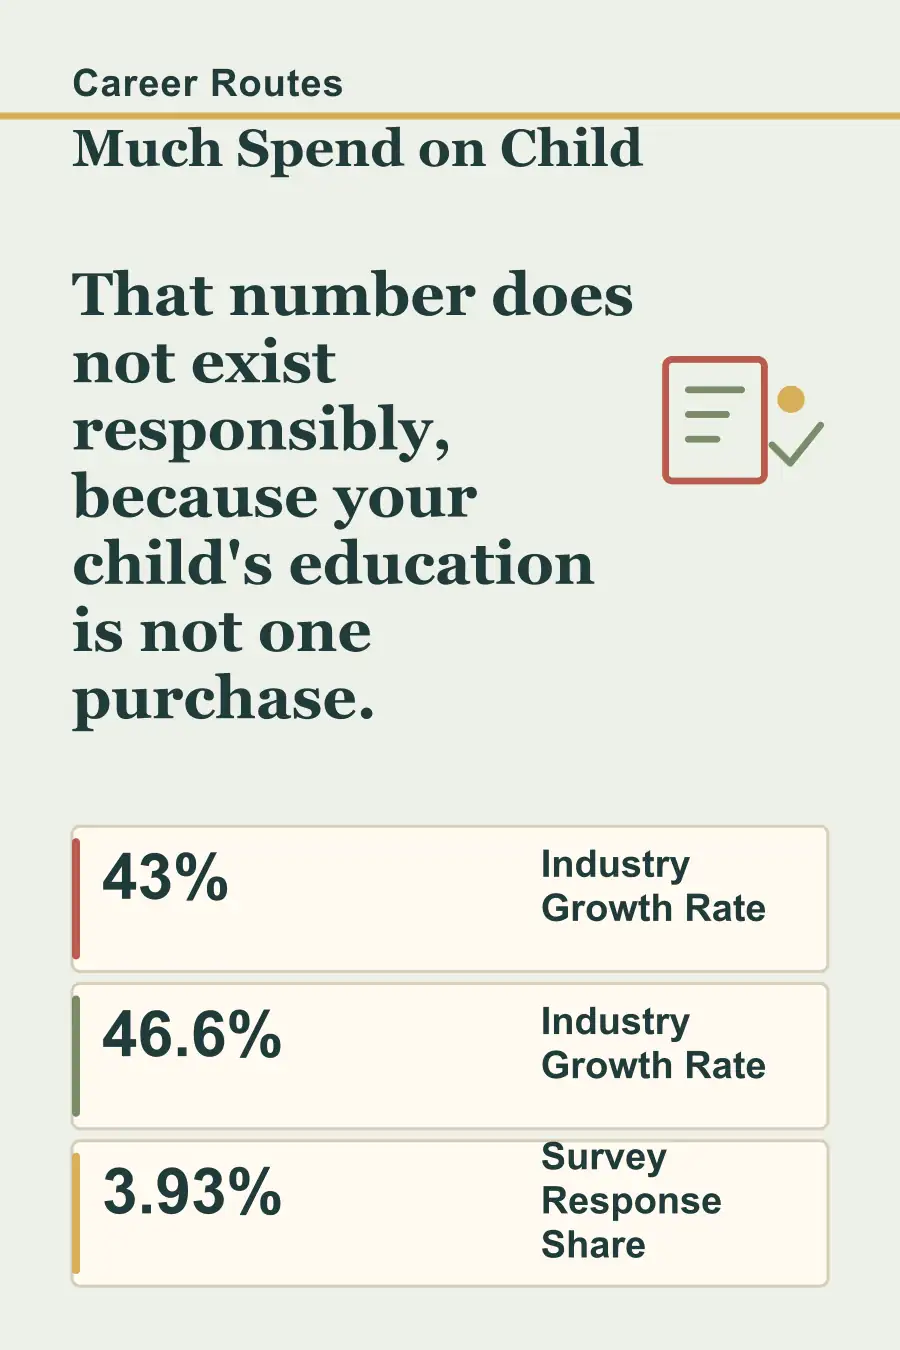 Career Routes
Much Spend on Child
That number does
not exist
responsibly,
because your
child's education
is not one
purchase.
43%
Industry
Growth Rate
46.6%
Industry
Growth Rate
3.93%
Survey
Response
Share